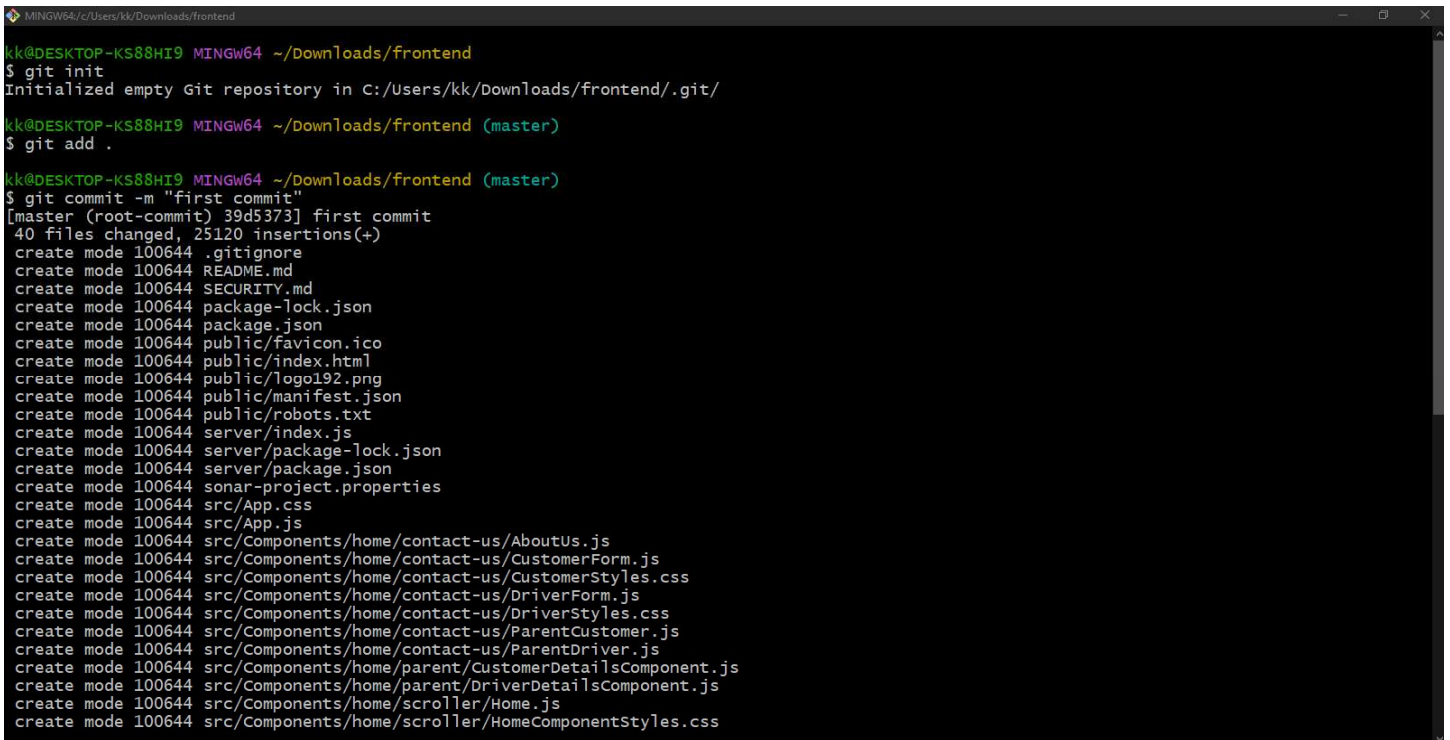 MINGW64:/c/Users/kk/Downloads/frontend
kk@DESKTOP-KS88HI9 MINGW64 ~/Downloads/frontend
$ git init
Initialized empty Git repository in C:/Users/kk/Downloads/frontend/.git/
kk@DESKTOP-KS88HI9 MINGW64 ~/Downloads/frontend (master)
$ git add .
kk@DESKTOP-KS88HI9 MINGW64 ~/Downloads/frontend (master)
$ git commit -m "first commit"
[master (root-commit) 39d5373] first commit
40 files changed, 25120 insertions(+)
create mode 100644 .gitignore
create mode 100644 README.md
create mode 100644 SECURITY.md
create mode 100644 package-lock.json
create mode 100644 package.json
create mode 100644 public/favicon.ico
create mode 100644 public/index.html
create mode 100644 public/logo192.png
create mode 100644 public/manifest.json
create mode 100644 public/robots.txt
create mode 100644 server/index.js
create mode 100644 server/package-lock.json
create mode 100644 server/package.json
create mode 100644 sonar-project.properties
create mode 100644 src/App.css
create mode 100644 src/App.js
create mode 100644 src/Components/home/contact-us/AboutUs.js
create mode 100644 src/Components/home/contact-us/CustomerForm.js
create mode 100644 src/Components/home/contact-us/CustomerStyles.css
create mode 100644 src/Components/home/contact-us/DriverForm.js
create mode 100644 src/Components/home/contact-us/DriverStyles.css
create mode 100644 src/Components/home/contact-us/ParentCustomer.js
create mode 100644 src/Components/home/contact-us/ParentDriver.js
create mode 100644 src/Components/home/parent/CustomerDetailsComponent.js
create mode 100644 src/Components/home/parent/DriverDetailsComponent.js
create mode 100644 src/Components/home/scroller/Home.js
create mode 100644 src/Components/home/scroller/HomeComponentStyles.css